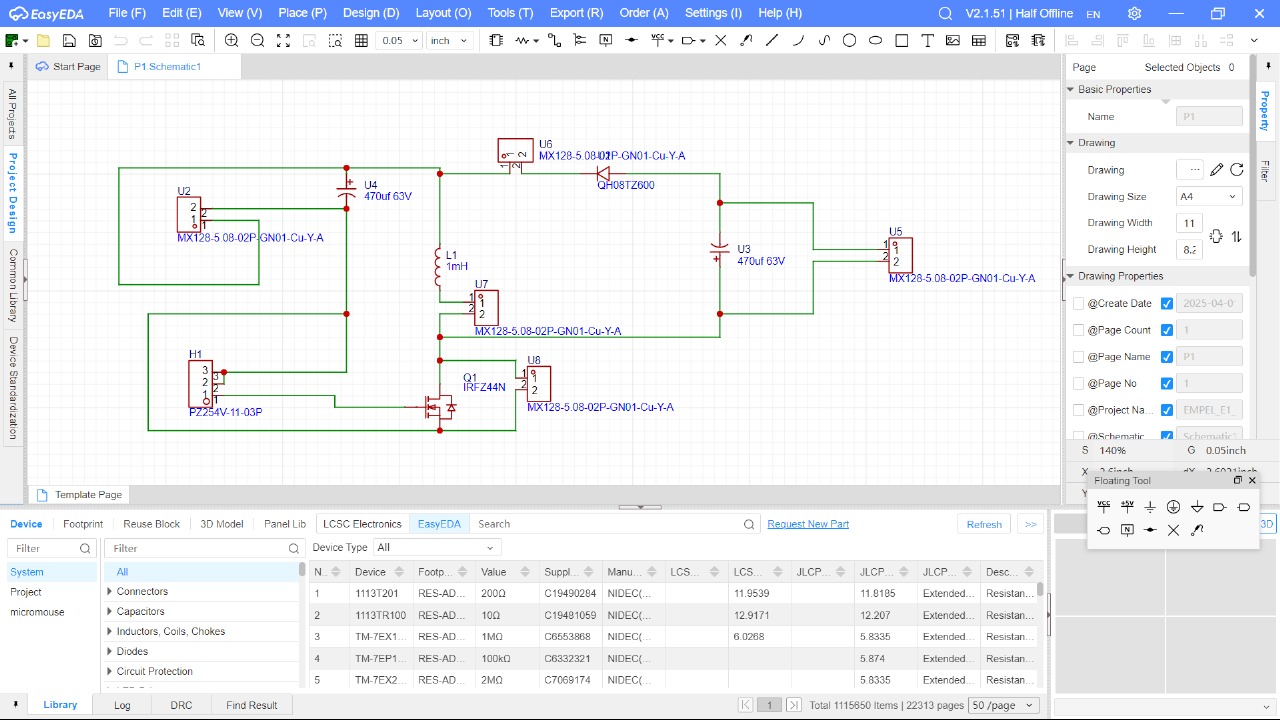 EasyEDA File (F) Edit (E) View (V) Place (P) Design (D) Layout (O) Tools (T) Export (R) Order (A) Settings (I) Help (H) V2.1.51 | Half Offline EN
0.05 inch
Start Page P1.Schematic1
All Projects
Project Design
Common Library
Device Standardization
U6
MX128-5.08-02P-GN01-Cu-Y-A
QH08TZ600
1 2
1 2
U4
470uf 63V
U2
2 2
1 1
MX128-5.08-02P-GN01-Cu-Y-A
L1
1mH
U3
470uf 63V
U5
1 1
2 2
MX128-5.08-02P-GN01-Cu-Y-A
U7
1 1
2 2
MX128-5.08-02P-GN01-Cu-Y-A
H1
3 3
2 2
1 1
PZ254V-11-03P
Q1
IRFZ44N
U8
1 1
2 2
MX128-5.08-02P-GN01-Cu-Y-A
Template Page
Page Selected Objects 0
Basic Properties
Name P1
Drawing
Drawing ...
Drawing Size A4
Drawing Width 11
Drawing Height 8.2
Drawing Properties
@Create Date 2025-04-0
@Page Count 1
@Page Name P1
@Page No 1
@Project Na... EMPEL_E1_
@Schematic Schematic1
S 140% G 0.05inch
Property
Filter
Floating Tool
VCC +5V
N
3D
Device Footprint Reuse Block 3D Model Panel Lib LCSC Electronics EasyEDA Search Request New Part Refresh >>
Filter Filter Device Type All
System
Project
micromouse
All
Connectors
Capacitors
Inductors, Coils, Chokes
Diodes
Circuit Protection
N.. Device Footp... Value Suppl... Manu... LCS... LCS... JLCP... JLCP... JLCP... Desc...
1 1113T201 RES-AD... 200Ω C19490284 NIDEC(... 11.9539 11.8185 Extended... Resistan...
2 1113TR100 RES-AD... 10Ω C19481059 NIDEC(... 12.9171 12.207 Extended... Resistan...
3 TM-7EX1... RES-AD... 1MΩ C6553868 NIDEC(... 6.0268 5.8335 Extended... Resistan...
4 TM-7EP1... RES-AD... 100kΩ C6332321 NIDEC(... 5.874 Extended... Resistan...
5 TM-7EX2... RES-AD... 2MΩ C7069174 NIDEC(... 5.8335 Extended... Resistan...
Library Log DRC Find Result 1 Total 1115650 Items | 22313 pages 50 /page